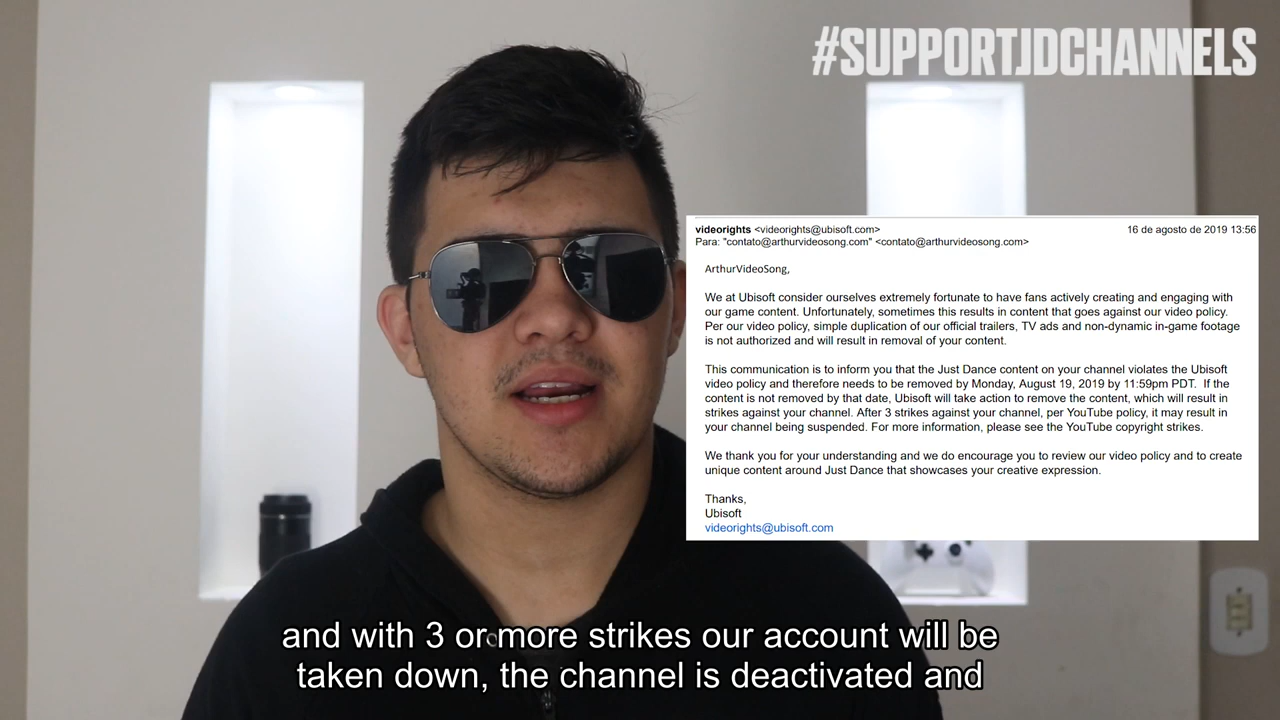 #SUPPORTJDCHANNELS
videorights <videorights@ubisoft.com>
16 de agosto de 2019 13:56
Para: "contato@arthurvideosong.com" <contato@arthurvideosong.com>
ArthurVideoSong,
We at Ubisoft consider ourselves extremely fortunate to have fans actively creating and engaging with
our game content. Unfortunately, sometimes this results in content that goes against our video policy.
Per our video policy, simple duplication of our official trailers, TV ads and non-dynamic in-game footage
is not authorized and will result in removal of your content.
This communication is to inform you that the Just Dance content on your channel violates the Ubisoft
video policy and therefore needs to be removed by Monday, August 19, 2019 by 11:59pm PDT.  If the
content is not removed by that date, Ubisoft will take action to remove the content, which will result in
strikes against your channel. After 3 strikes against your channel, per YouTube policy, it may result in
your channel being suspended. For more information, please see the YouTube copyright strikes.
We thank you for your understanding and we do encourage you to review our video policy and to create
unique content around Just Dance that showcases your creative expression.
Thanks,
Ubisoft
videorights@ubisoft.com
and with 3 or more strikes our account will be
taken down, the channel is deactivated and